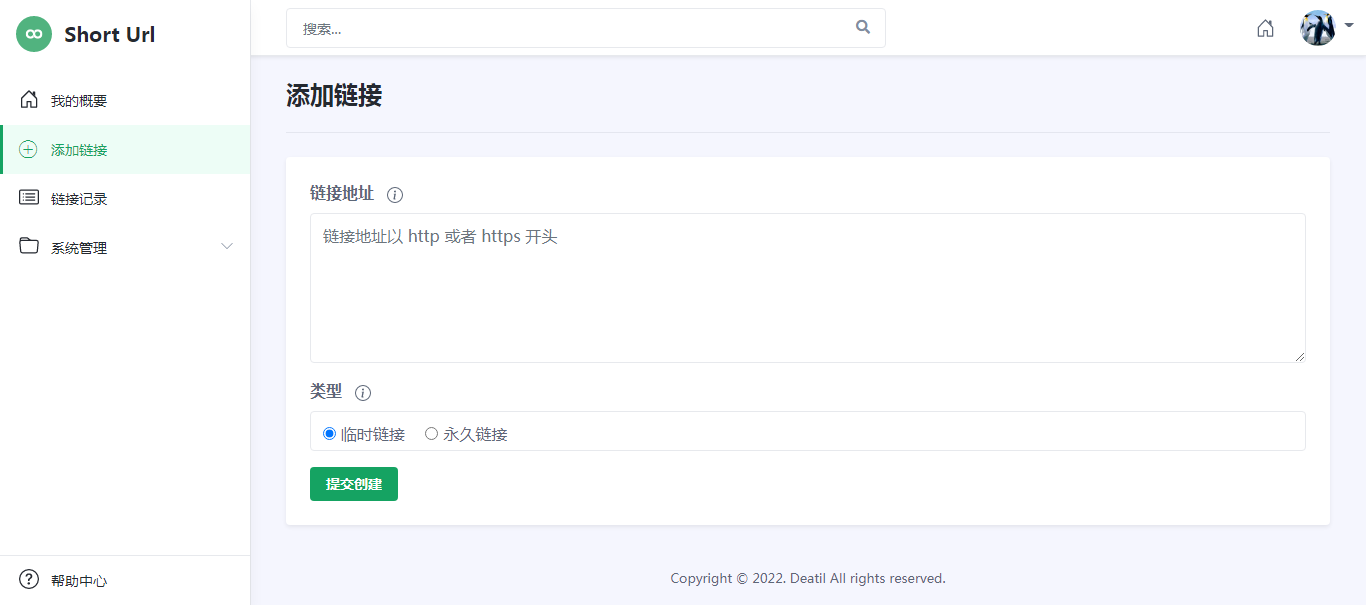 Short Url
搜索...
我的概要
添加链接
链接记录
系统管理
帮助中心
添加链接
链接地址
链接地址以 http 或者 https 开头
类型
临时链接 永久链接
提交创建
Copyright © 2022. Deatil All rights reserved.